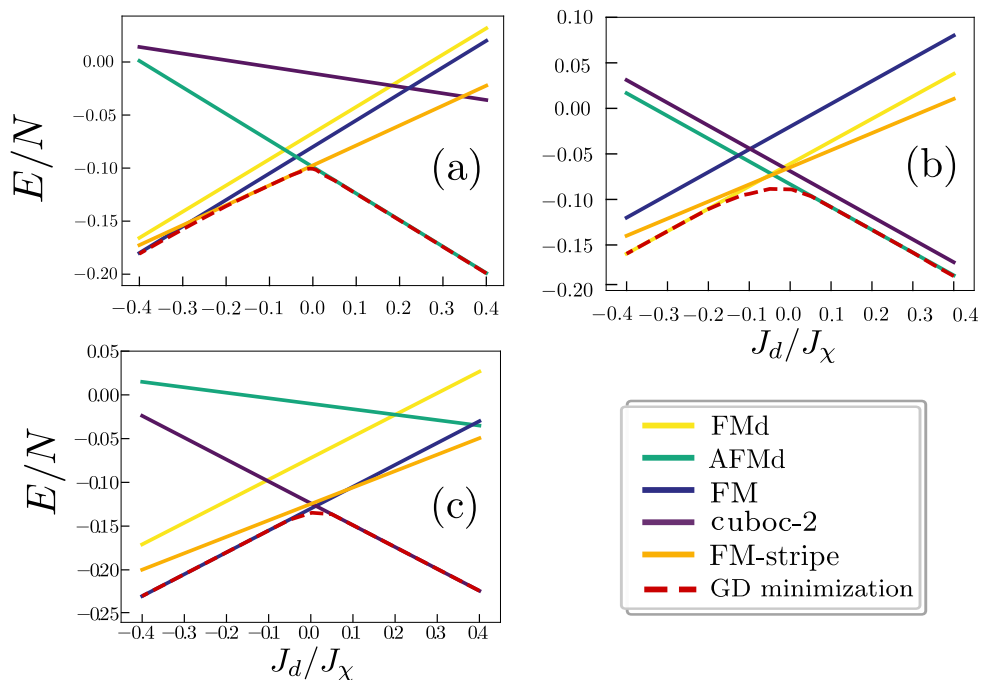 0.00
−0.05
−0.10
−0.15
−0.20
E/N
(a)
−0.4 −0.3 −0.2 −0.1 0.0 0.1 0.2 0.3 0.4
0.10
0.05
0.00
−0.05
−0.10
−0.15
−0.20
(b)
−0.4 −0.3 −0.2 −0.1 0.0 0.1 0.2 0.3 0.4
J_d/J_χ
0.05
0.00
−0.05
−0.10
−0.15
−0.20
−0.25
E/N
(c)
−0.4 −0.3 −0.2 −0.1 0.0 0.1 0.2 0.3 0.4
J_d/J_χ
FMd
AFMd
FM
cuboc-2
FM-stripe
GD minimization